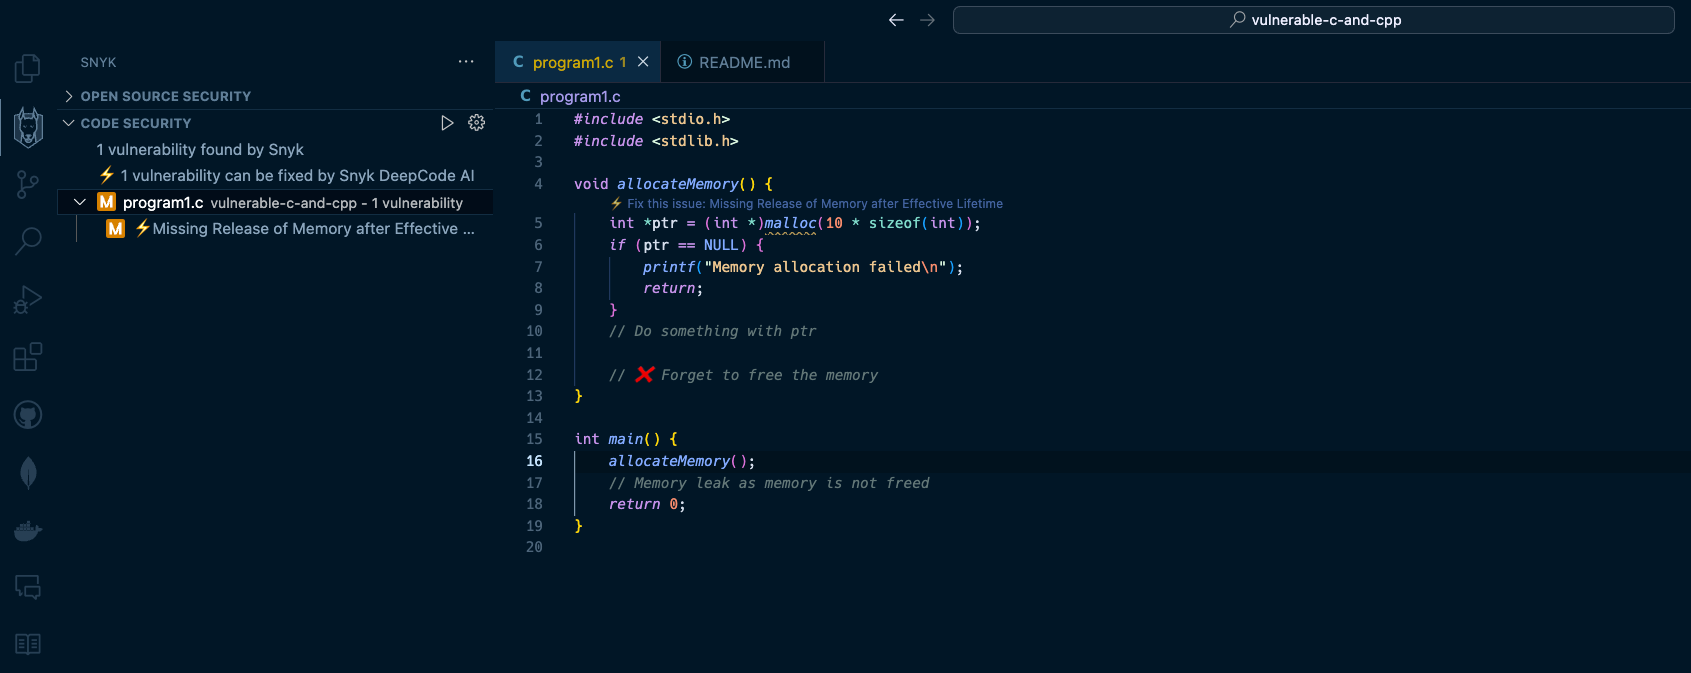 vulnerable-c-and-cpp
SNYK
OPEN SOURCE SECURITY
CODE SECURITY
1 vulnerability found by Snyk
⚡ 1 vulnerability can be fixed by Snyk DeepCode AI
M program1.c vulnerable-c-and-cpp - 1 vulnerability
M ⚡Missing Release of Memory after Effective ...
C program1.c 1 README.md
C program1.c
1 #include <stdio.h>
2 #include <stdlib.h>
3
4 void allocateMemory() {
⚡ Fix this issue: Missing Release of Memory after Effective Lifetime
5 int *ptr = (int *)malloc(10 * sizeof(int));
6 if (ptr == NULL) {
7 printf("Memory allocation failed\n");
8 return;
9 }
10 // Do something with ptr
11
12 // ❌ Forget to free the memory
13 }
14
15 int main() {
16 allocateMemory();
17 // Memory leak as memory is not freed
18 return 0;
19 }
20